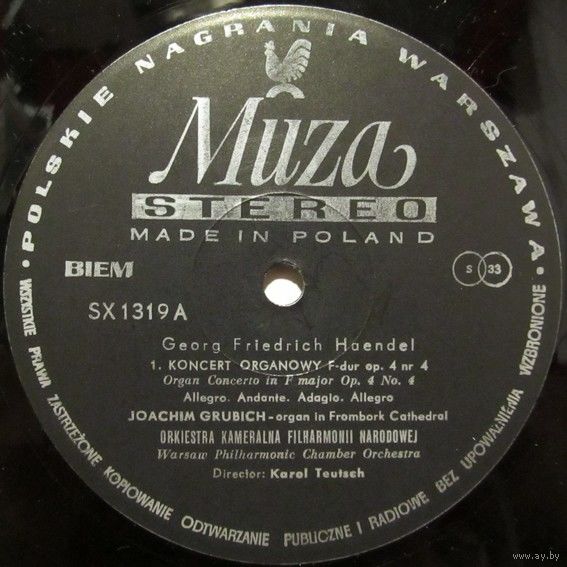 • POLSKIE NAGRANIA WARSZAWA •
Muza
STEREO
MADE IN POLAND
BIEM
S 33
SX 1319 A
Georg Friedrich Haendel
1. KONCERT ORGANOWY F-dur op. 4 nr 4
Organ Concerto in F major Op. 4 No. 4
Allegro. Andante. Adagio. Allegro
JOACHIM GRUBICH - organ in Frombork Cathedral
ORKIESTRA KAMERALNA FILHARMONII NARODOWEJ
Warsaw Philharmonic Chamber Orchestra
Director: Karol Teutsch
WSZYSTKIE PRAWA ZASTRZEŻONE KOPIOWANIE ODTWARZANIE PUBLICZNE I RADIOWE BEZ UPOWAŻNIENIA WZBRONIONE
www.ay.by